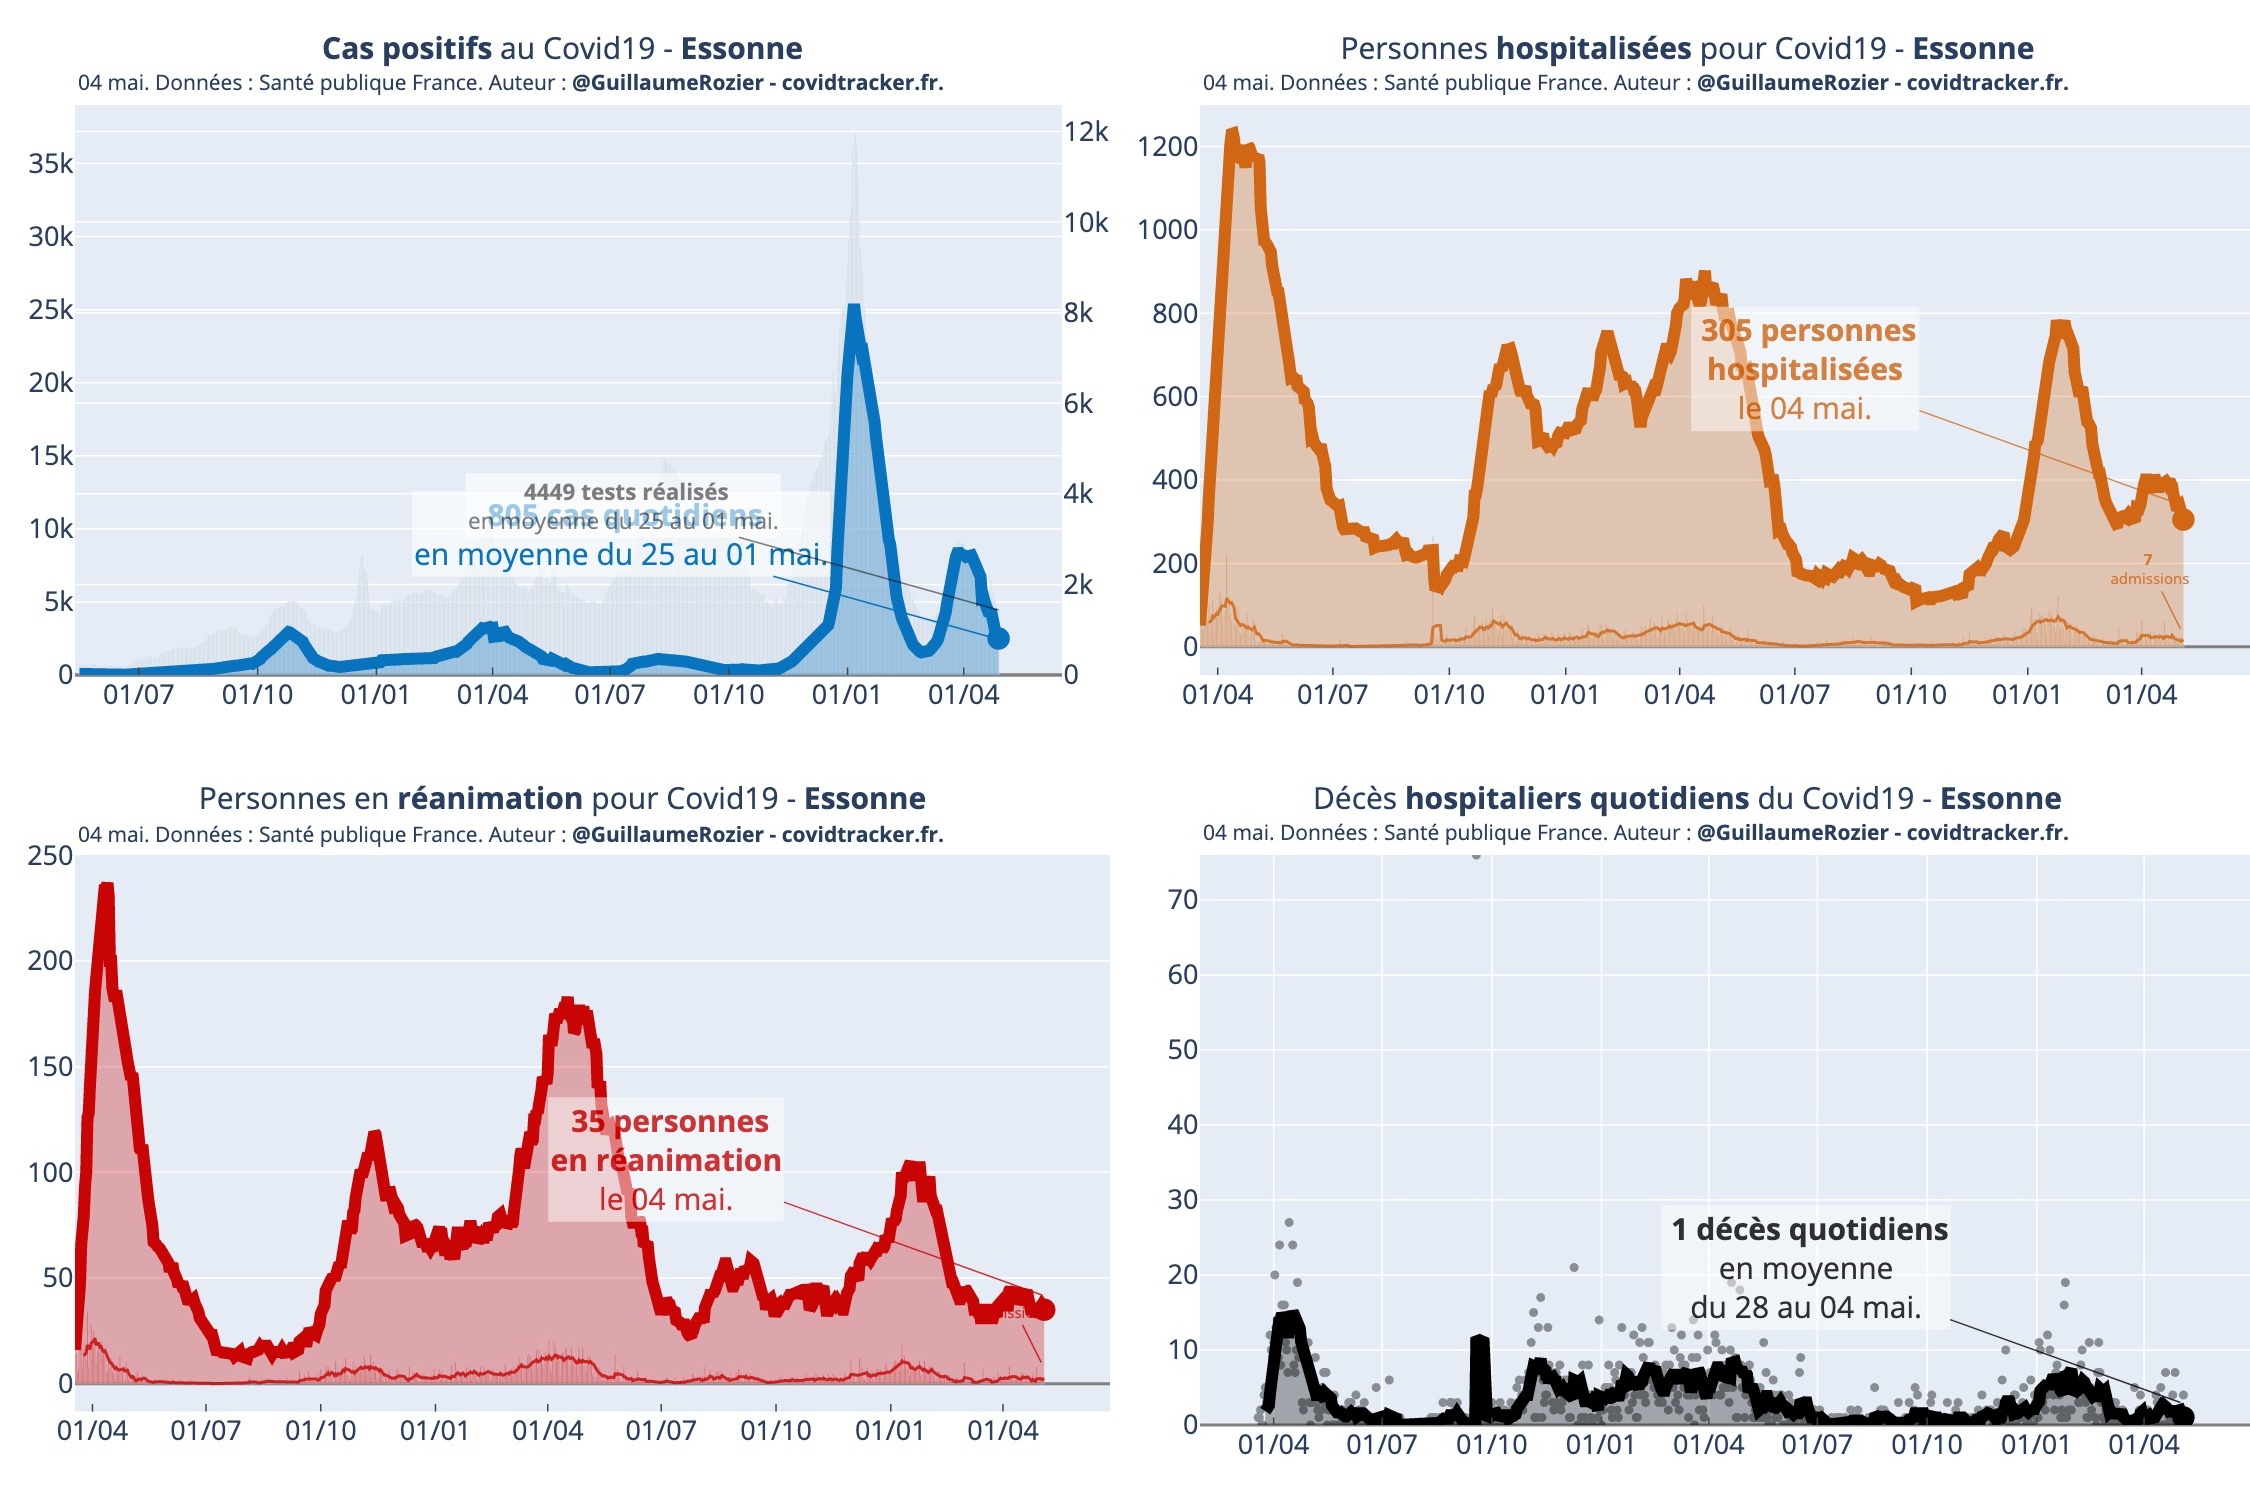 Cas positifs au Covid19 - Essonne
04 mai. Données : Santé publique France. Auteur : @GuillaumeRozier - covidtracker.fr.
35k
30k
25k
20k
15k
10k
5k
0
12k
10k
8k
6k
4k
2k
0
4449 tests réalisés
en moyenne du 25 au 01 mai.
805 cas quotidiens
en moyenne du 25 au 01 mai.
01/07 01/10 01/01 01/04 01/07 01/10 01/01 01/04
Personnes hospitalisées pour Covid19 - Essonne
04 mai. Données : Santé publique France. Auteur : @GuillaumeRozier - covidtracker.fr.
1200
1000
800
600
400
200
0
305 personnes
hospitalisées
le 04 mai.
7
admissions
01/04 01/07 01/10 01/01 01/04 01/07 01/10 01/01 01/04
Personnes en réanimation pour Covid19 - Essonne
04 mai. Données : Santé publique France. Auteur : @GuillaumeRozier - covidtracker.fr.
250
200
150
100
50
0
35 personnes
en réanimation
le 04 mai.
01/04 01/07 01/10 01/01 01/04 01/07 01/10 01/01 01/04
Décès hospitaliers quotidiens du Covid19 - Essonne
04 mai. Données : Santé publique France. Auteur : @GuillaumeRozier - covidtracker.fr.
70
60
50
40
30
20
10
0
1 décès quotidiens
en moyenne
du 28 au 04 mai.
01/04 01/07 01/10 01/01 01/04 01/07 01/10 01/01 01/04